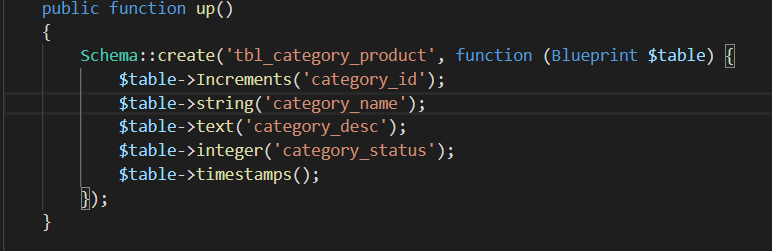 public function up()
{
Schema::create('tbl_category_product', function (Blueprint $table) {
$table->Increments('category_id');
$table->string('category_name');
$table->text('category_desc');
$table->integer('category_status');
$table->timestamps();
});
}